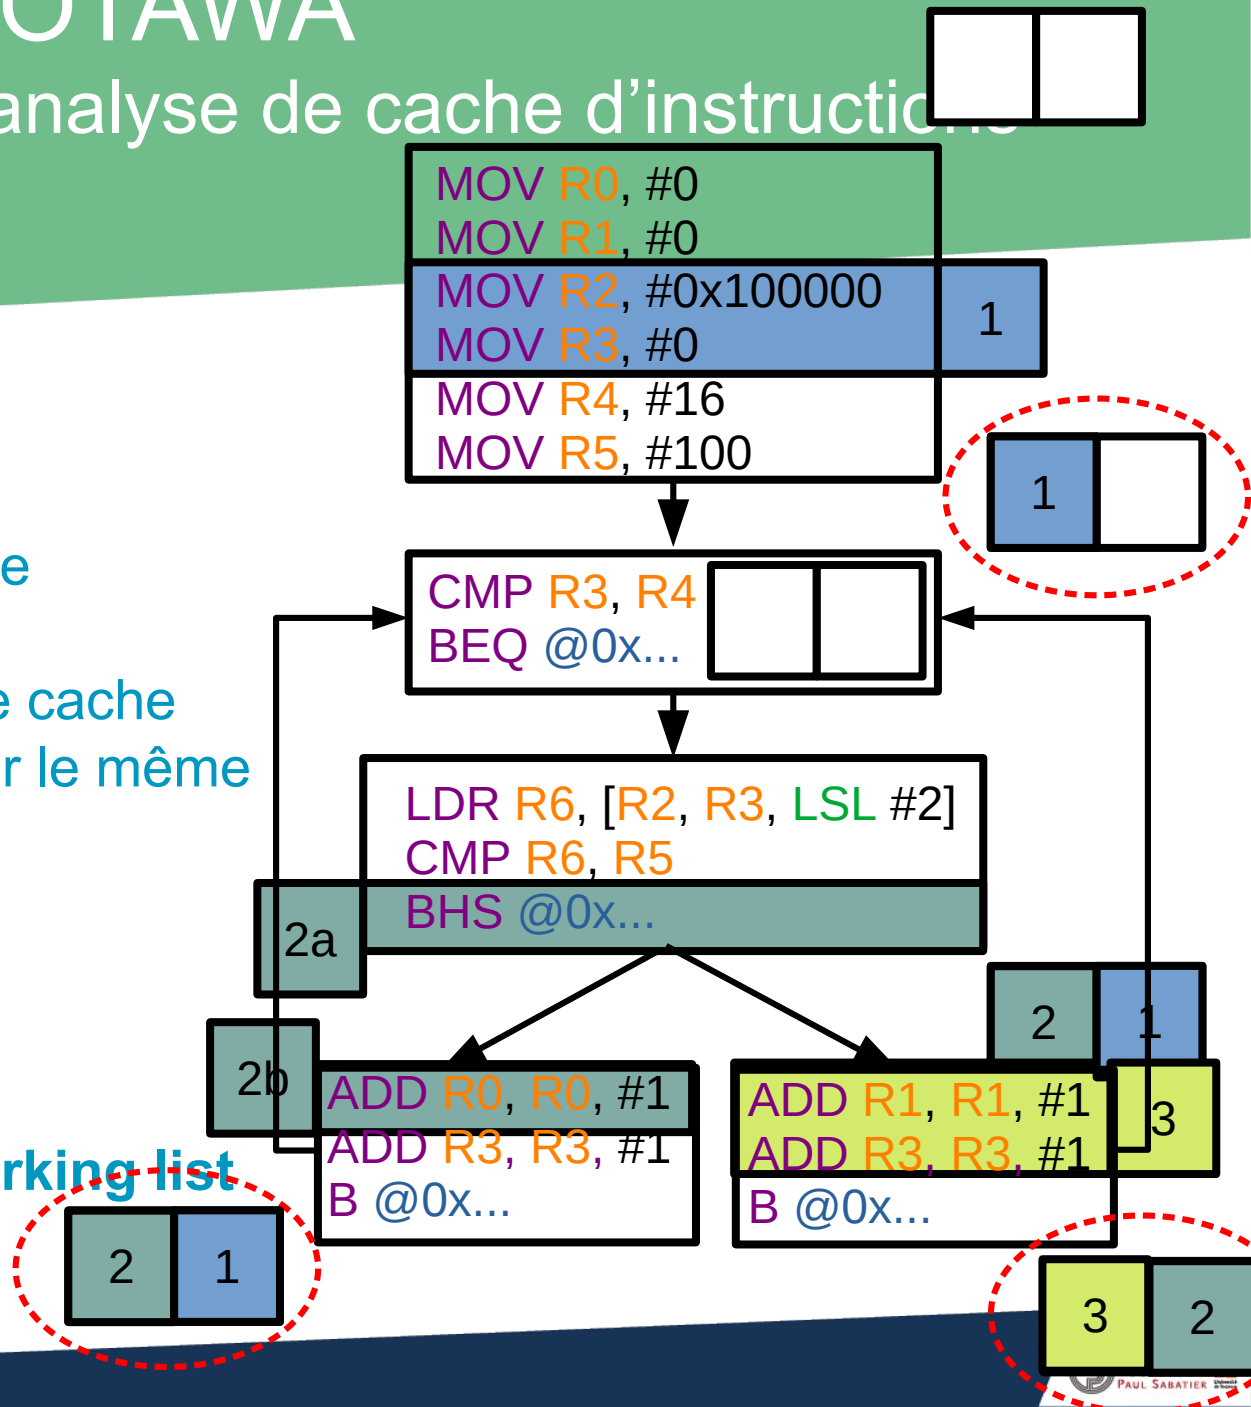 OTAWA
analyse de cache d'instructions
MOV R0, #0
MOV R1, #0
MOV R2, #0x100000
MOV R3, #0
1
MOV R4, #16
MOV R5, #100
1
e
CMP R3, R4
BEQ @0x...
e cache
r le même
LDR R6, [R2, R3, LSL #2]
CMP R6, R5
BHS @0x...
2a
2 1
2b
ADD R0, R0, #1
ADD R3, R3, #1
B @0x...
ADD R1, R1, #1
ADD R3, R3, #1
B @0x...
3
rking list
2 1
3 2
PAUL SABATIER